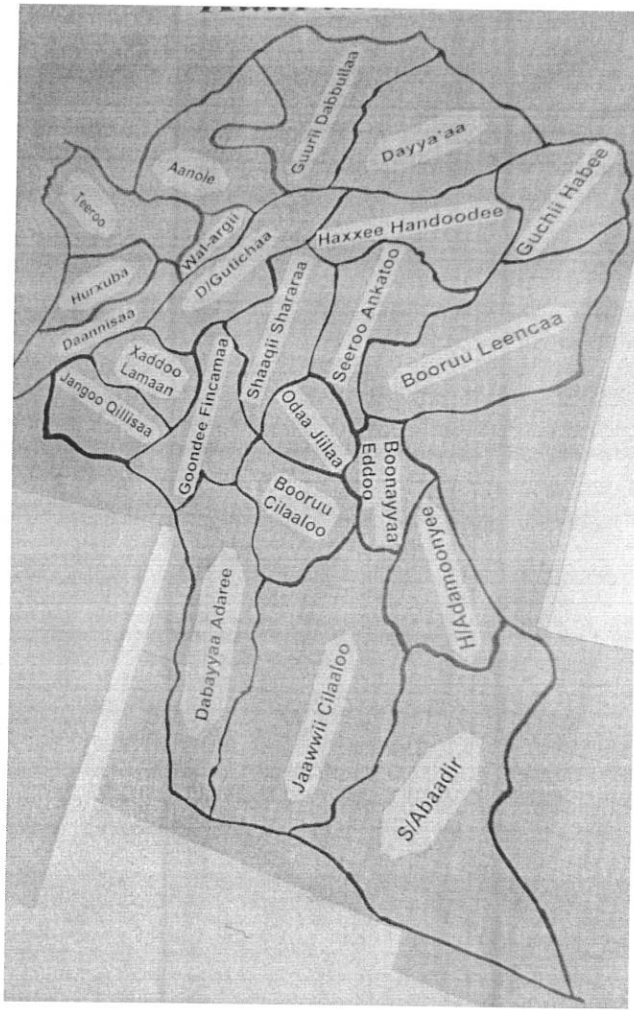 Guurii Dabbullaa
Dayya'aa
Aanole
Teeroo
Guchii Habee
Wal-argii
Haxxee Handoodee
D/Gutichaa
Hurxuba
Daannisaa
Shaaqii Shararaa
Seeroo Ankatoo
Booruu Leencaa
Xaddoo
Lamaan
Jangoo Qillisaa
Goondee Fincamaa
Odaa Jiillaa
Boonayyaa
Eddoo
Booruu
Cilaaloo
H/Adamoonyee
Dabayyaa Adaree
Jaawwii Cilaaloo
S/Abaadir